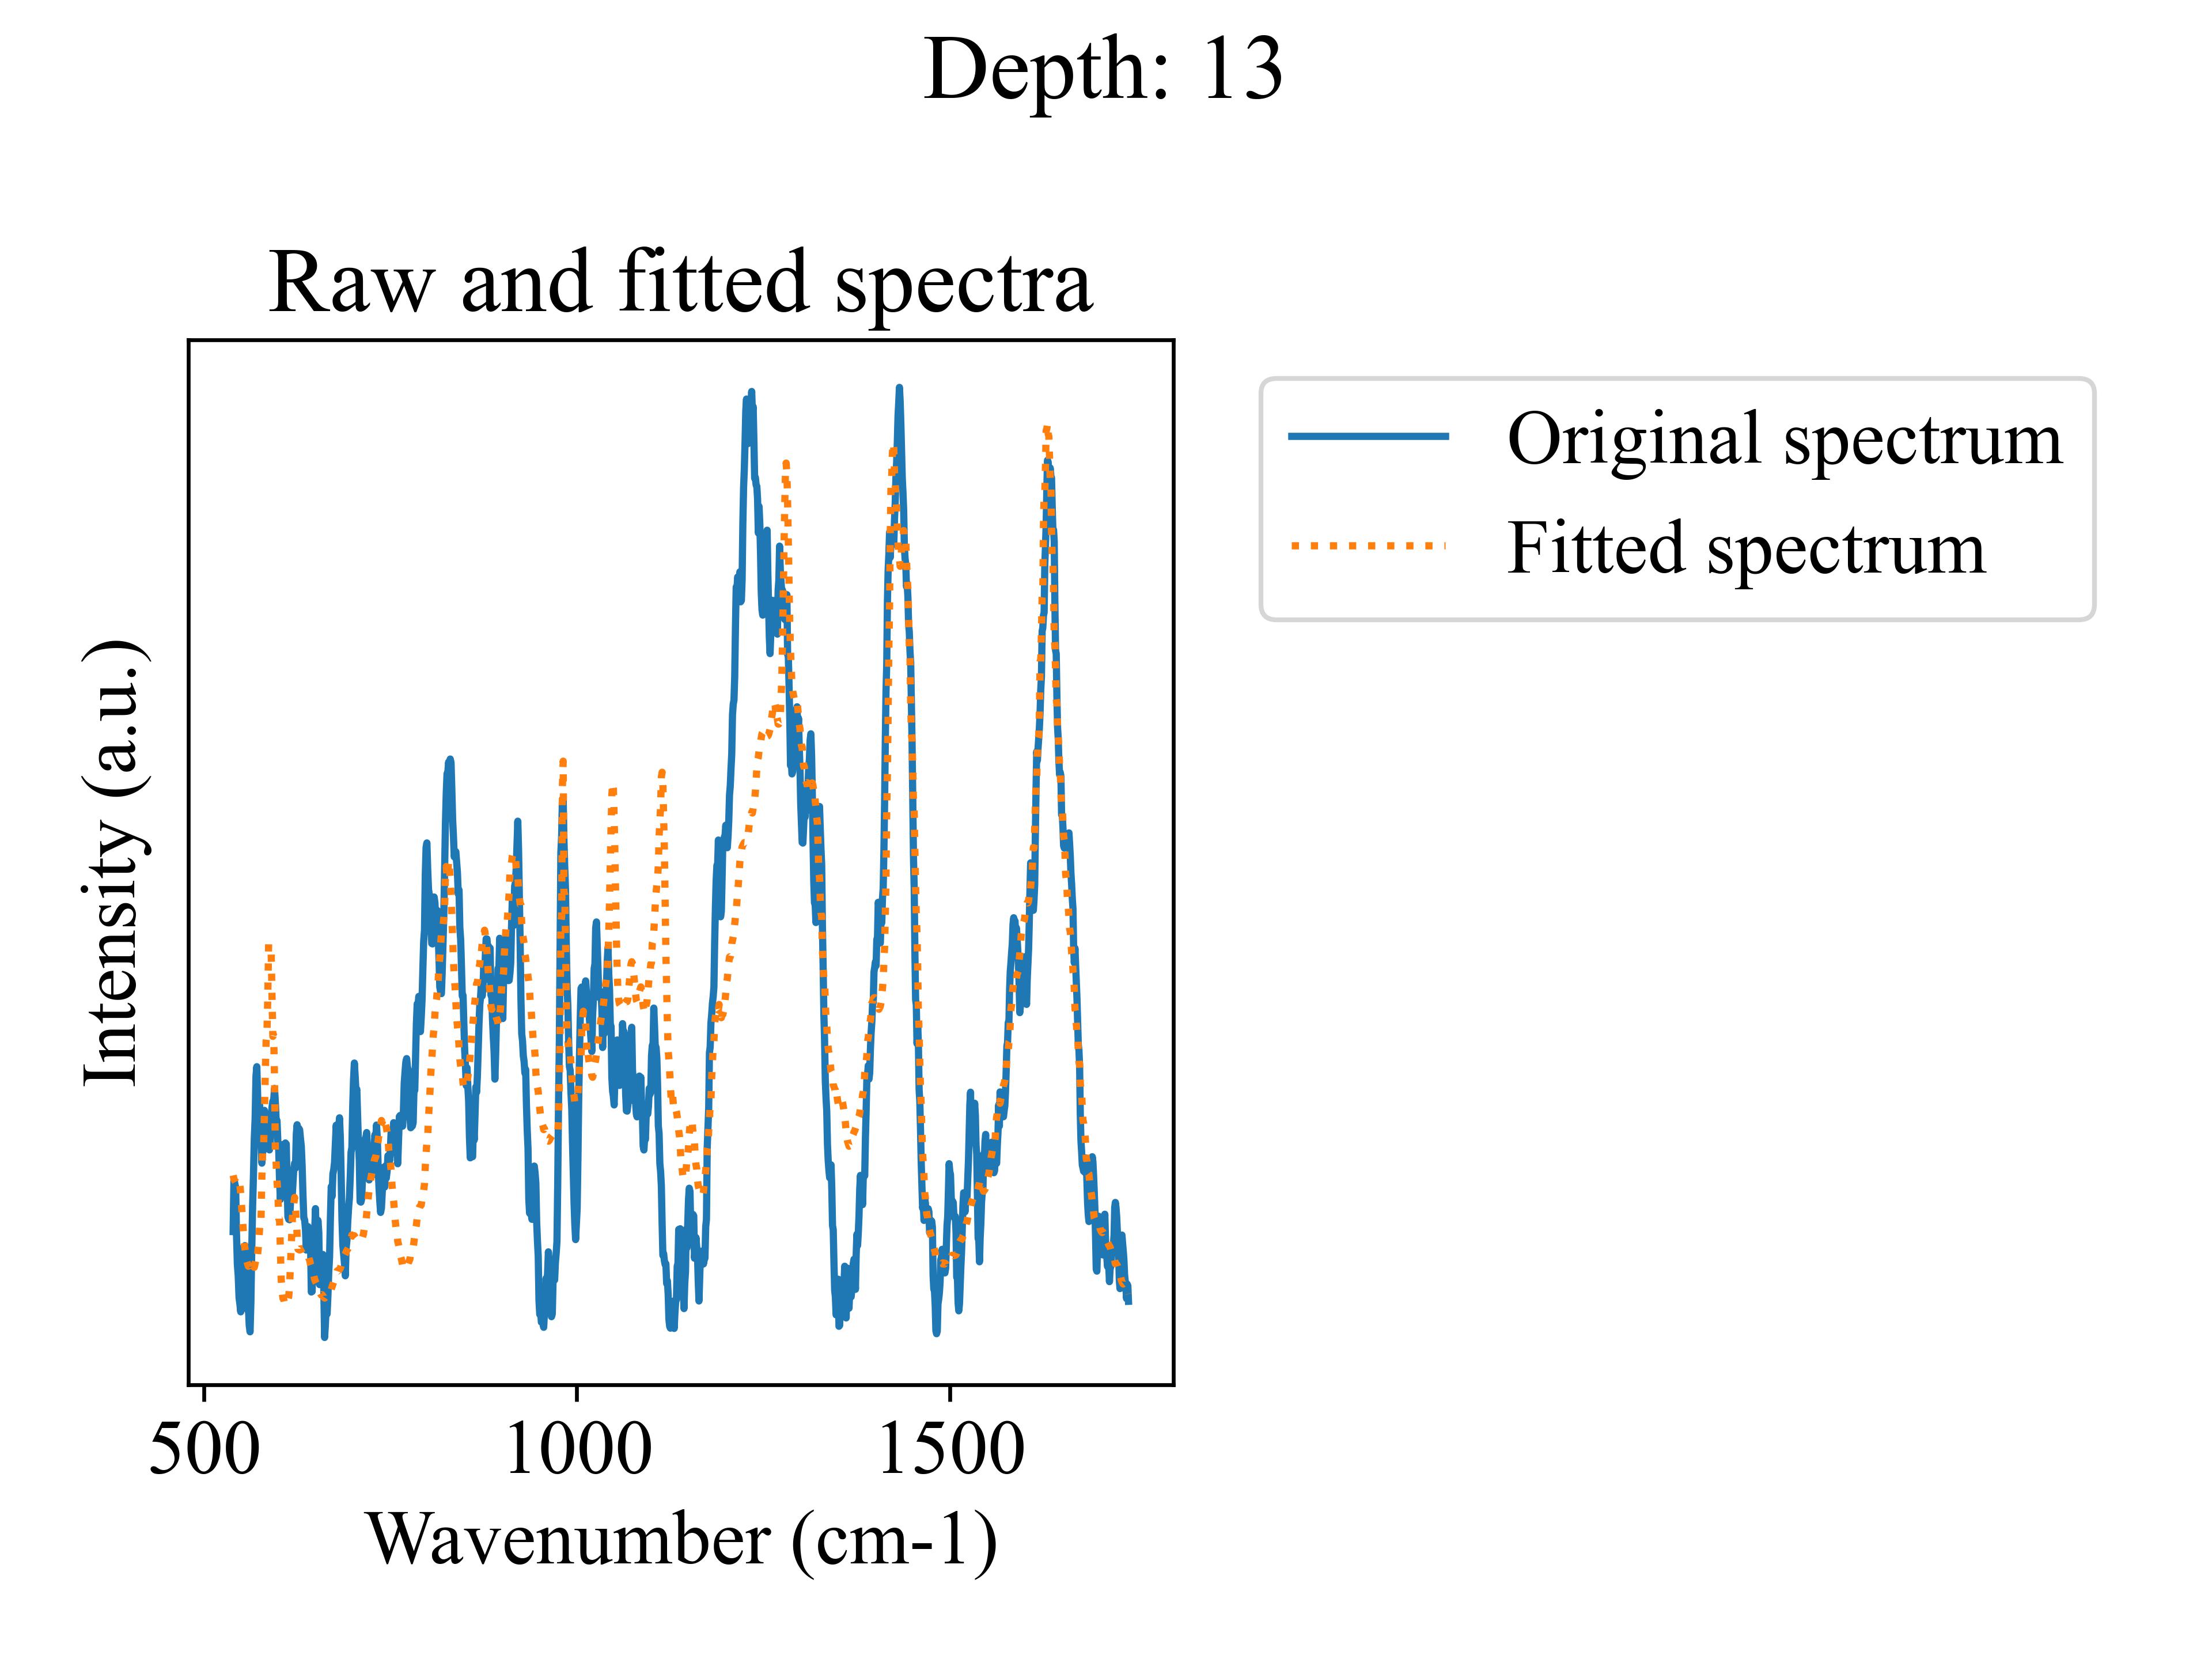 Depth: 13
Raw and fitted spectra
Original spectrum
Fitted spectrum
Intensity (a.u.)
500 1000 1500
Wavenumber (cm-1)